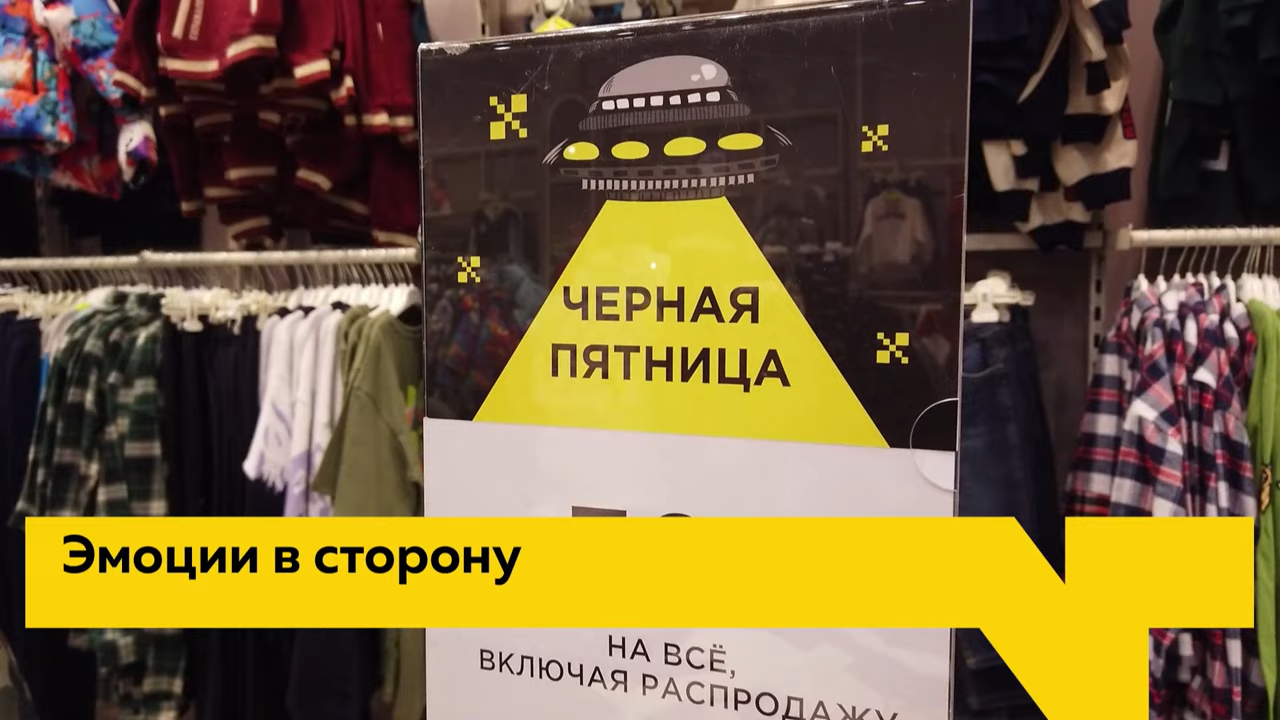 ЧЕРНАЯ
ПЯТНИЦА
Эмоции в сторону
НА ВСЁ,
ВКЛЮЧАЯ РАСПРОДАЖУ